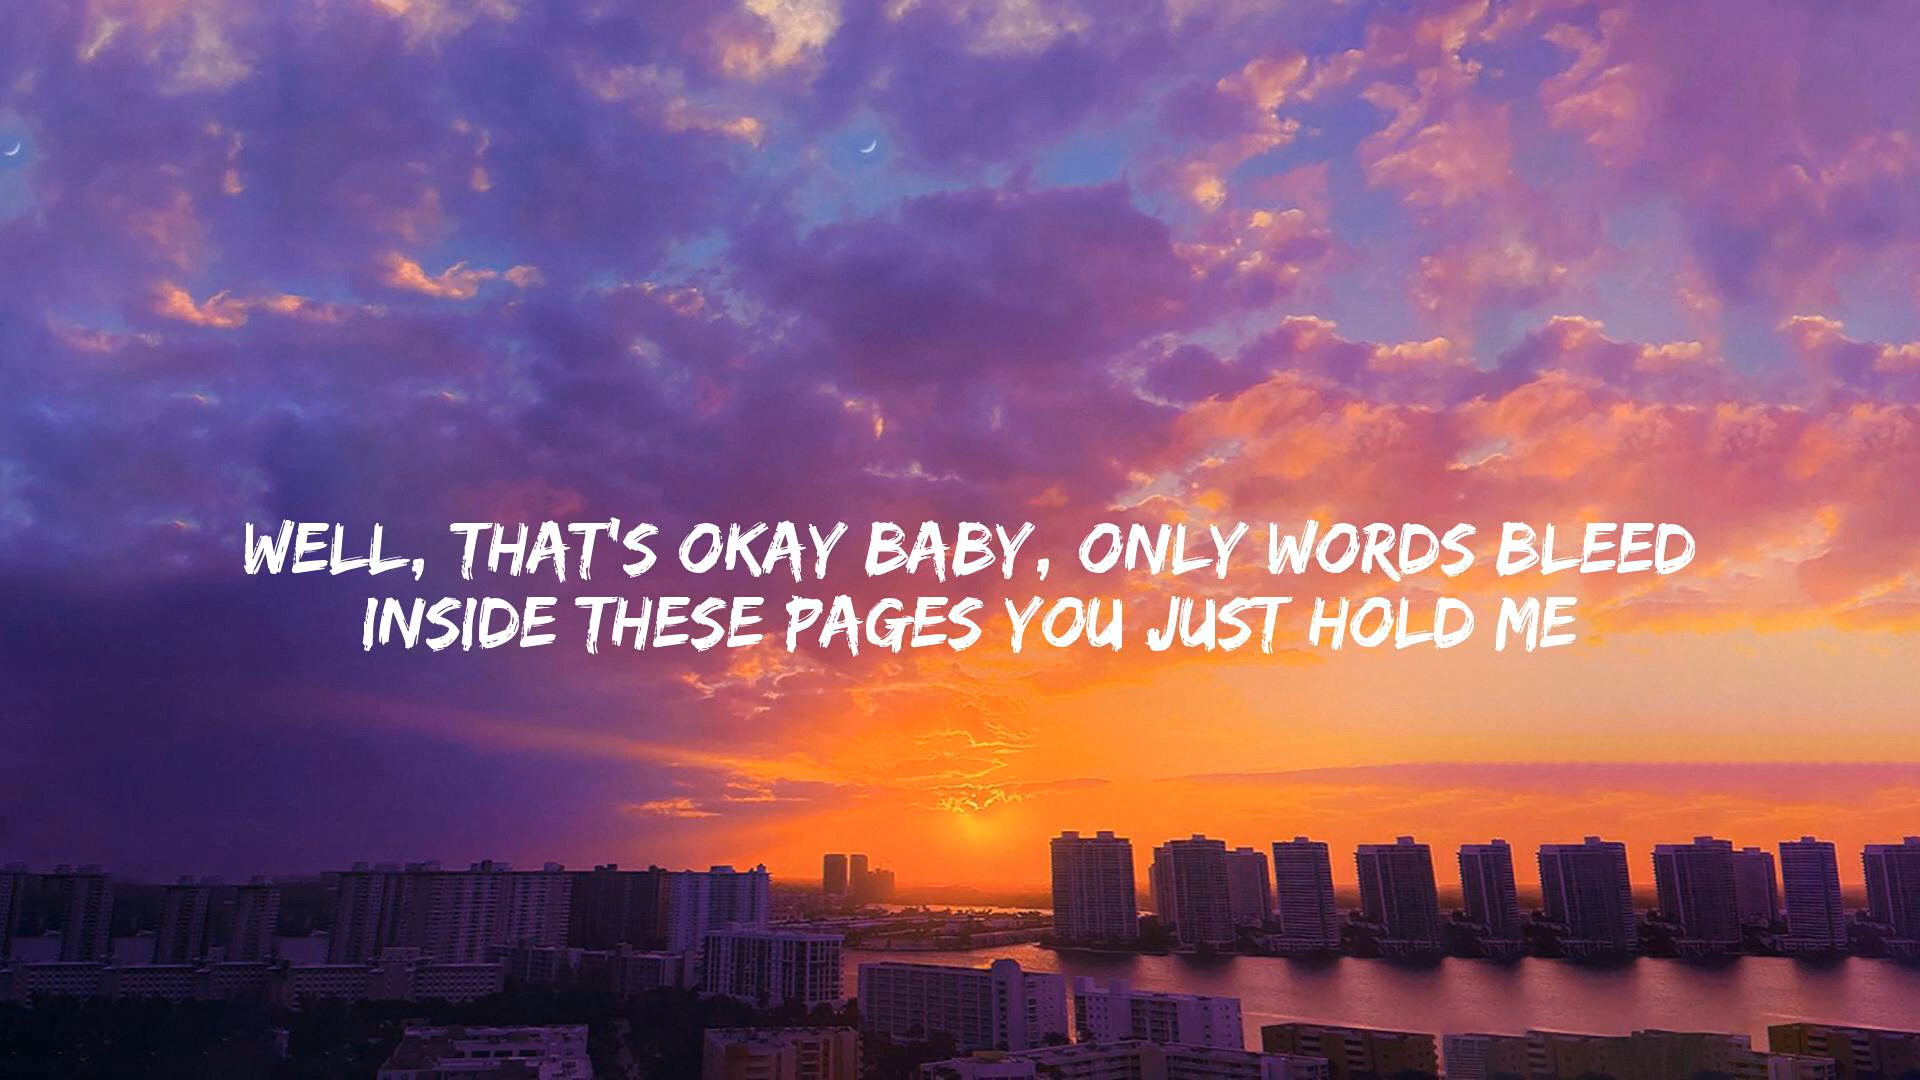 WELL, THAT'S OKAY BABY, ONLY WORDS BLEED
INSIDE THESE PAGES YOU JUST HOLD ME